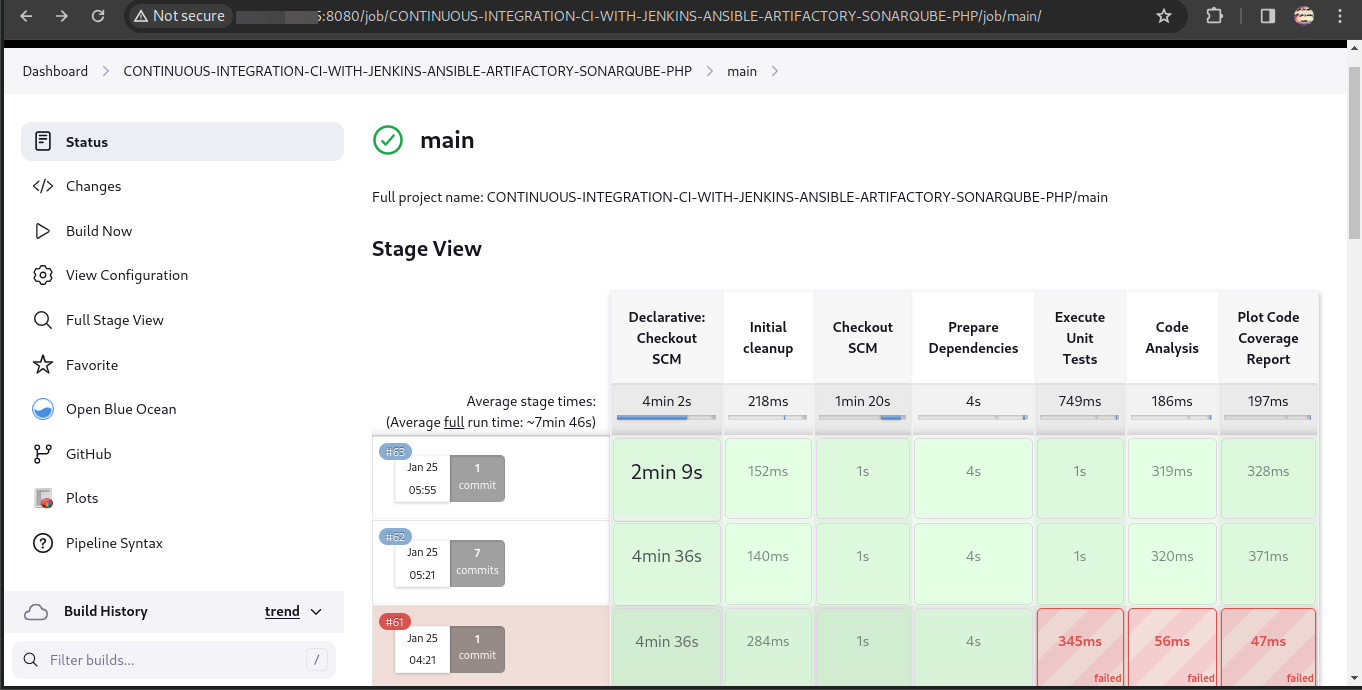 Not secure
:8080/job/CONTINUOUS-INTEGRATION-CI-WITH-JENKINS-ANSIBLE-ARTIFACTORY-SONARQUBE-PHP/job/main/
Dashboard > CONTINUOUS-INTEGRATION-CI-WITH-JENKINS-ANSIBLE-ARTIFACTORY-SONARQUBE-PHP > main >
Status
Changes
Build Now
View Configuration
Full Stage View
Favorite
Open Blue Ocean
GitHub
Plots
Pipeline Syntax
Build History
trend
Filter builds...
/
main
Full project name: CONTINUOUS-INTEGRATION-CI-WITH-JENKINS-ANSIBLE-ARTIFACTORY-SONARQUBE-PHP/main
Stage View
Declarative:
Checkout
SCM
Initial
cleanup
Checkout
SCM
Prepare
Dependencies
Execute
Unit
Tests
Code
Analysis
Plot Code
Coverage
Report
Average stage times:
(Average full run time: ~7min 46s)
4min 2s
218ms
1min 20s
4s
749ms
186ms
197ms
#63
Jan 25
05:55
1
commit
2min 9s
152ms
1s
4s
1s
319ms
328ms
#62
Jan 25
05:21
7
commits
4min 36s
140ms
1s
4s
1s
320ms
371ms
#61
Jan 25
04:21
1
commit
4min 36s
284ms
1s
4s
345ms
failed
56ms
failed
47ms
failed